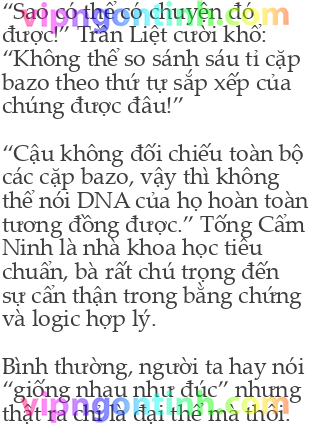 “Sao có thể có chuyện đó
được!” Trần Liệt cười khổ:
“Không thể so sánh sáu tỉ cặp
bazo theo thứ tự sắp xếp của
chúng được đâu!”
“Cậu không đối chiếu toàn bộ
các cặp bazo, vậy thì không
thể nói DNA của họ hoàn toàn
tương đồng được.” Tống Cẩm
Ninh là nhà khoa học tiêu
chuẩn, bà rất chú trọng đến
sự cẩn thận trong bằng chứng
và logic hợp lý.
Bình thường, người ta hay nói
“giống nhau như đúc” nhưng
thật ra chỉ là đại thể mà thôi.
vipngontinh.com
vipngontinh.com